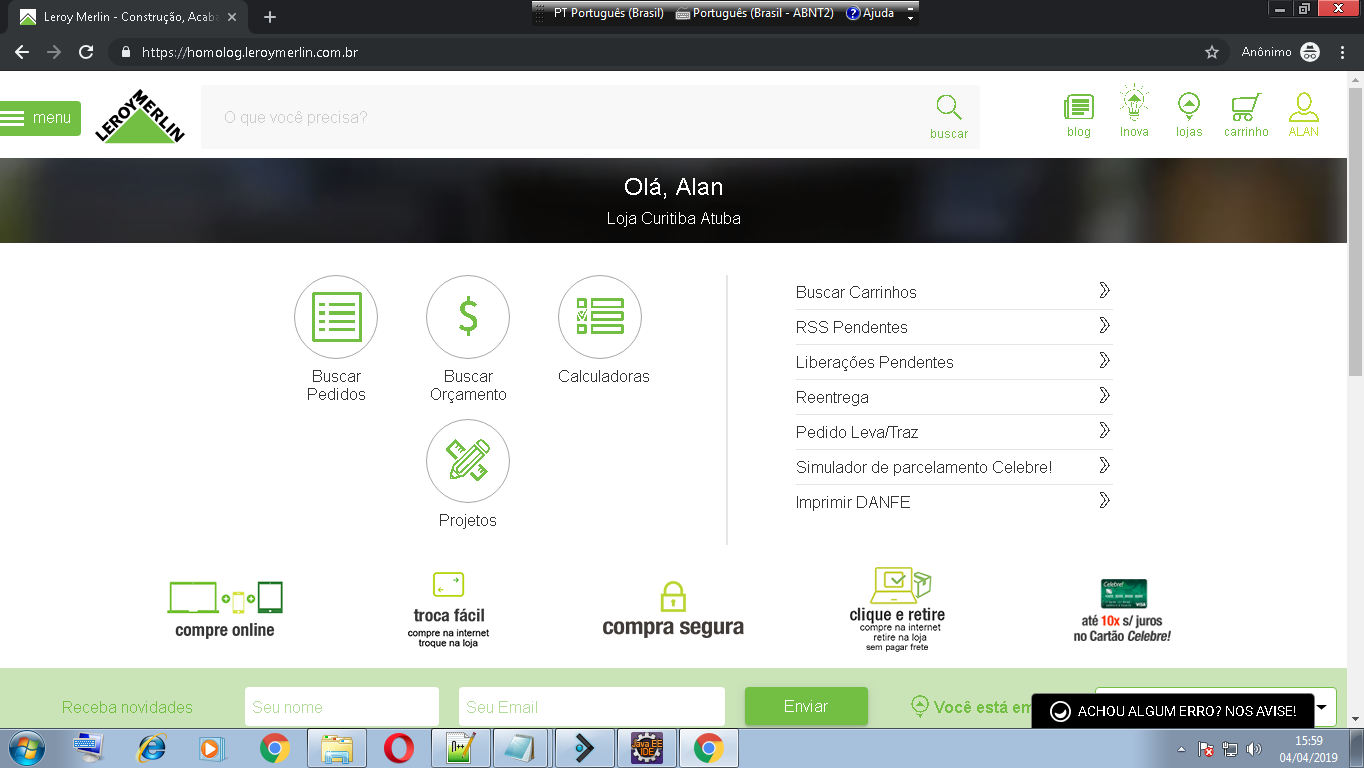 Leroy Merlin - Construção, Acaba
PT Português (Brasil) Português (Brasil - ABNT2) Ajuda
https://homolog.leroymerlin.com.br
Anônimo
menu
LEROY MERLIN
O que você precisa?
buscar
blog
Inova
lojas
carrinho
ALAN
Olá, Alan
Loja Curitiba Atuba
Buscar
Pedidos
Buscar
Orçamento
Calculadoras
Projetos
Buscar Carrinhos
RSS Pendentes
Liberações Pendentes
Reentrega
Pedido Leva/Traz
Simulador de parcelamento Celebre!
Imprimir DANFE
compre online
troca fácil
compre na internet
troque na loja
compra segura
clique e retire
compre na internet
retire na loja
sem pagar frete
Celebre!
VISA
até 10x s/ juros
no Cartão Celebre!
Receba novidades
Seu nome
Seu Email
Enviar
Você está em
ACHOU ALGUM ERRO? NOS AVISE!
Java EE
IDE
15:59
04/04/2019